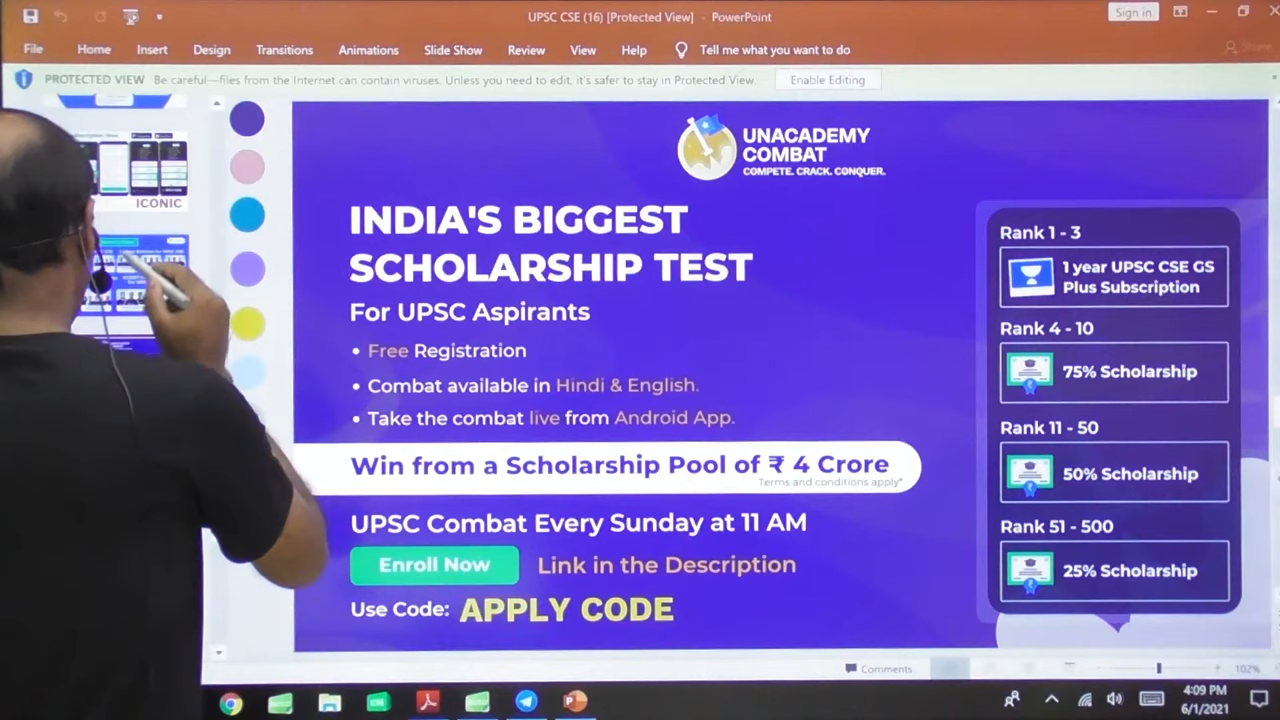 UPSC CSE (16) [Protected View] - PowerPoint
Sign in
File Home Insert Design Transitions Animations Slide Show Review View Help Tell me what you want to do
Share
PROTECTED VIEW Be careful—files from the Internet can contain viruses. Unless you need to edit, it's safer to stay in Protected View. Enable Editing
ICONIC
UNACADEMY
COMBAT
COMPETE. CRACK. CONQUER.
INDIA'S BIGGEST
SCHOLARSHIP TEST
For UPSC Aspirants
• Free Registration
• Combat available in Hindi & English.
• Take the combat live from Android App.
Win from a Scholarship Pool of ₹ 4 Crore
Terms and conditions apply*
UPSC Combat Every Sunday at 11 AM
Enroll Now Link in the Description
Use Code: APPLY CODE
Rank 1 - 3
1 year UPSC CSE GS
Plus Subscription
Rank 4 - 10
75% Scholarship
Rank 11 - 50
50% Scholarship
Rank 51 - 500
25% Scholarship
Comments
102%
4:09 PM
6/1/2021